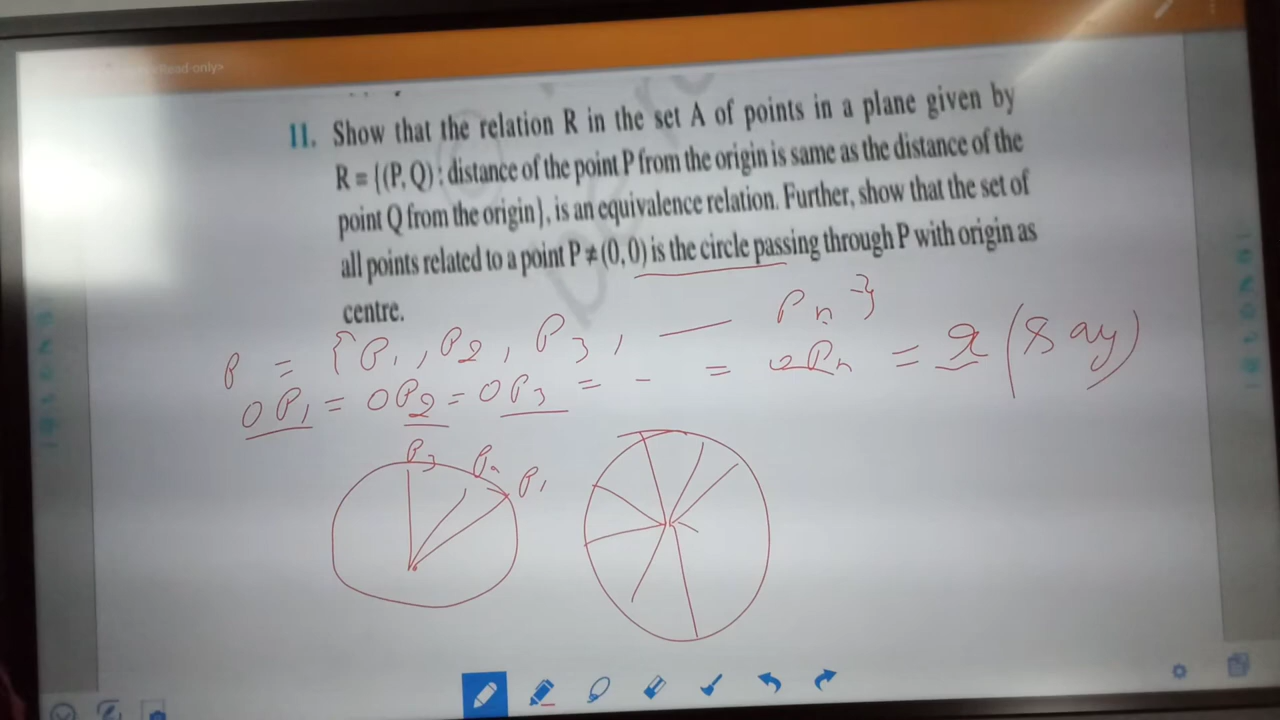 Read-only>
11. Show that the relation R in the set A of points in a plane given by
R = {(P, Q) : distance of the point P from the origin is same as the distance of the
point Q from the origin}, is an equivalence relation. Further, show that the set of
all points related to a point P ≠ (0, 0) is the circle passing through P with origin as
centre.
P = {P₁, P₂, P₃, — Pₙ}
OP₁ = OP₂ = OP₃ = - = OPₙ = r (say)
P₃ P₂ P₁